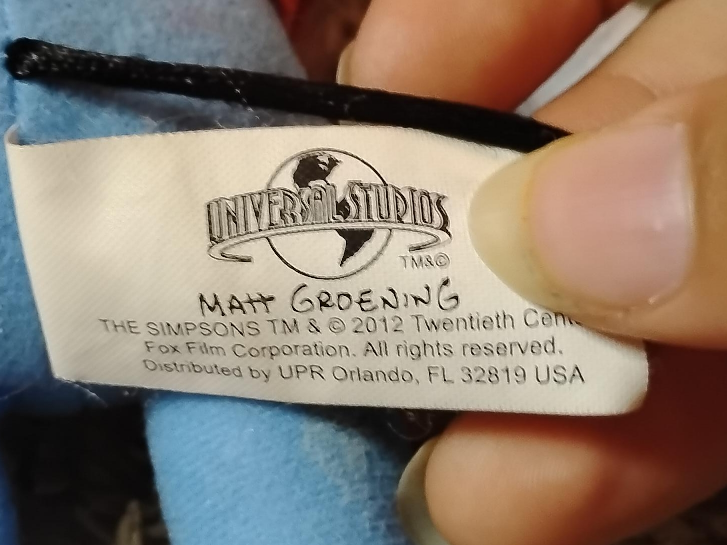 UNIVERSAL STUDIOS
TM&©
MATT GROENING
THE SIMPSONS TM & © 2012 Twentieth
Fox Film Corporation. All rights reserved.
Distributed by UPR Orlando, FL 32819 USA